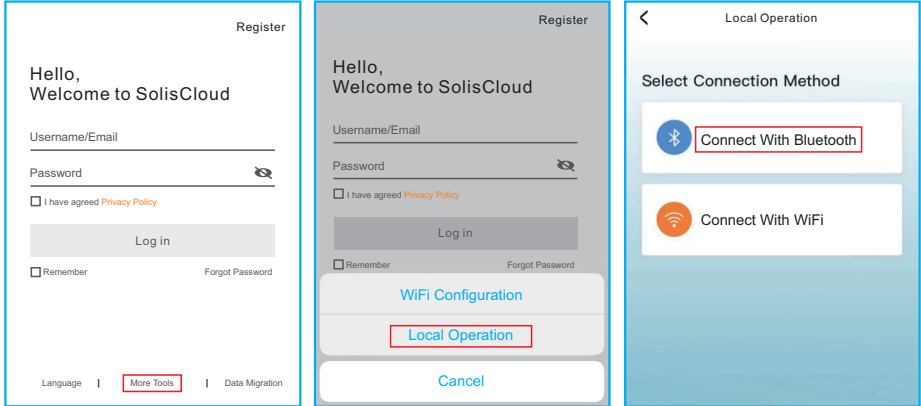 Register
Hello,
Welcome to SolisCloud
Username/Email
Password
I have agreed Privacy Policy
Log in
Remember Forgot Password
Language | More Tools | Data Migration
Register
Hello,
Welcome to SolisCloud
Username/Email
Password
I have agreed Privacy Policy
Log in
Remember Forgot Password
WiFi Configuration
Local Operation
Cancel
Local Operation
Select Connection Method
Connect With Bluetooth
Connect With WiFi